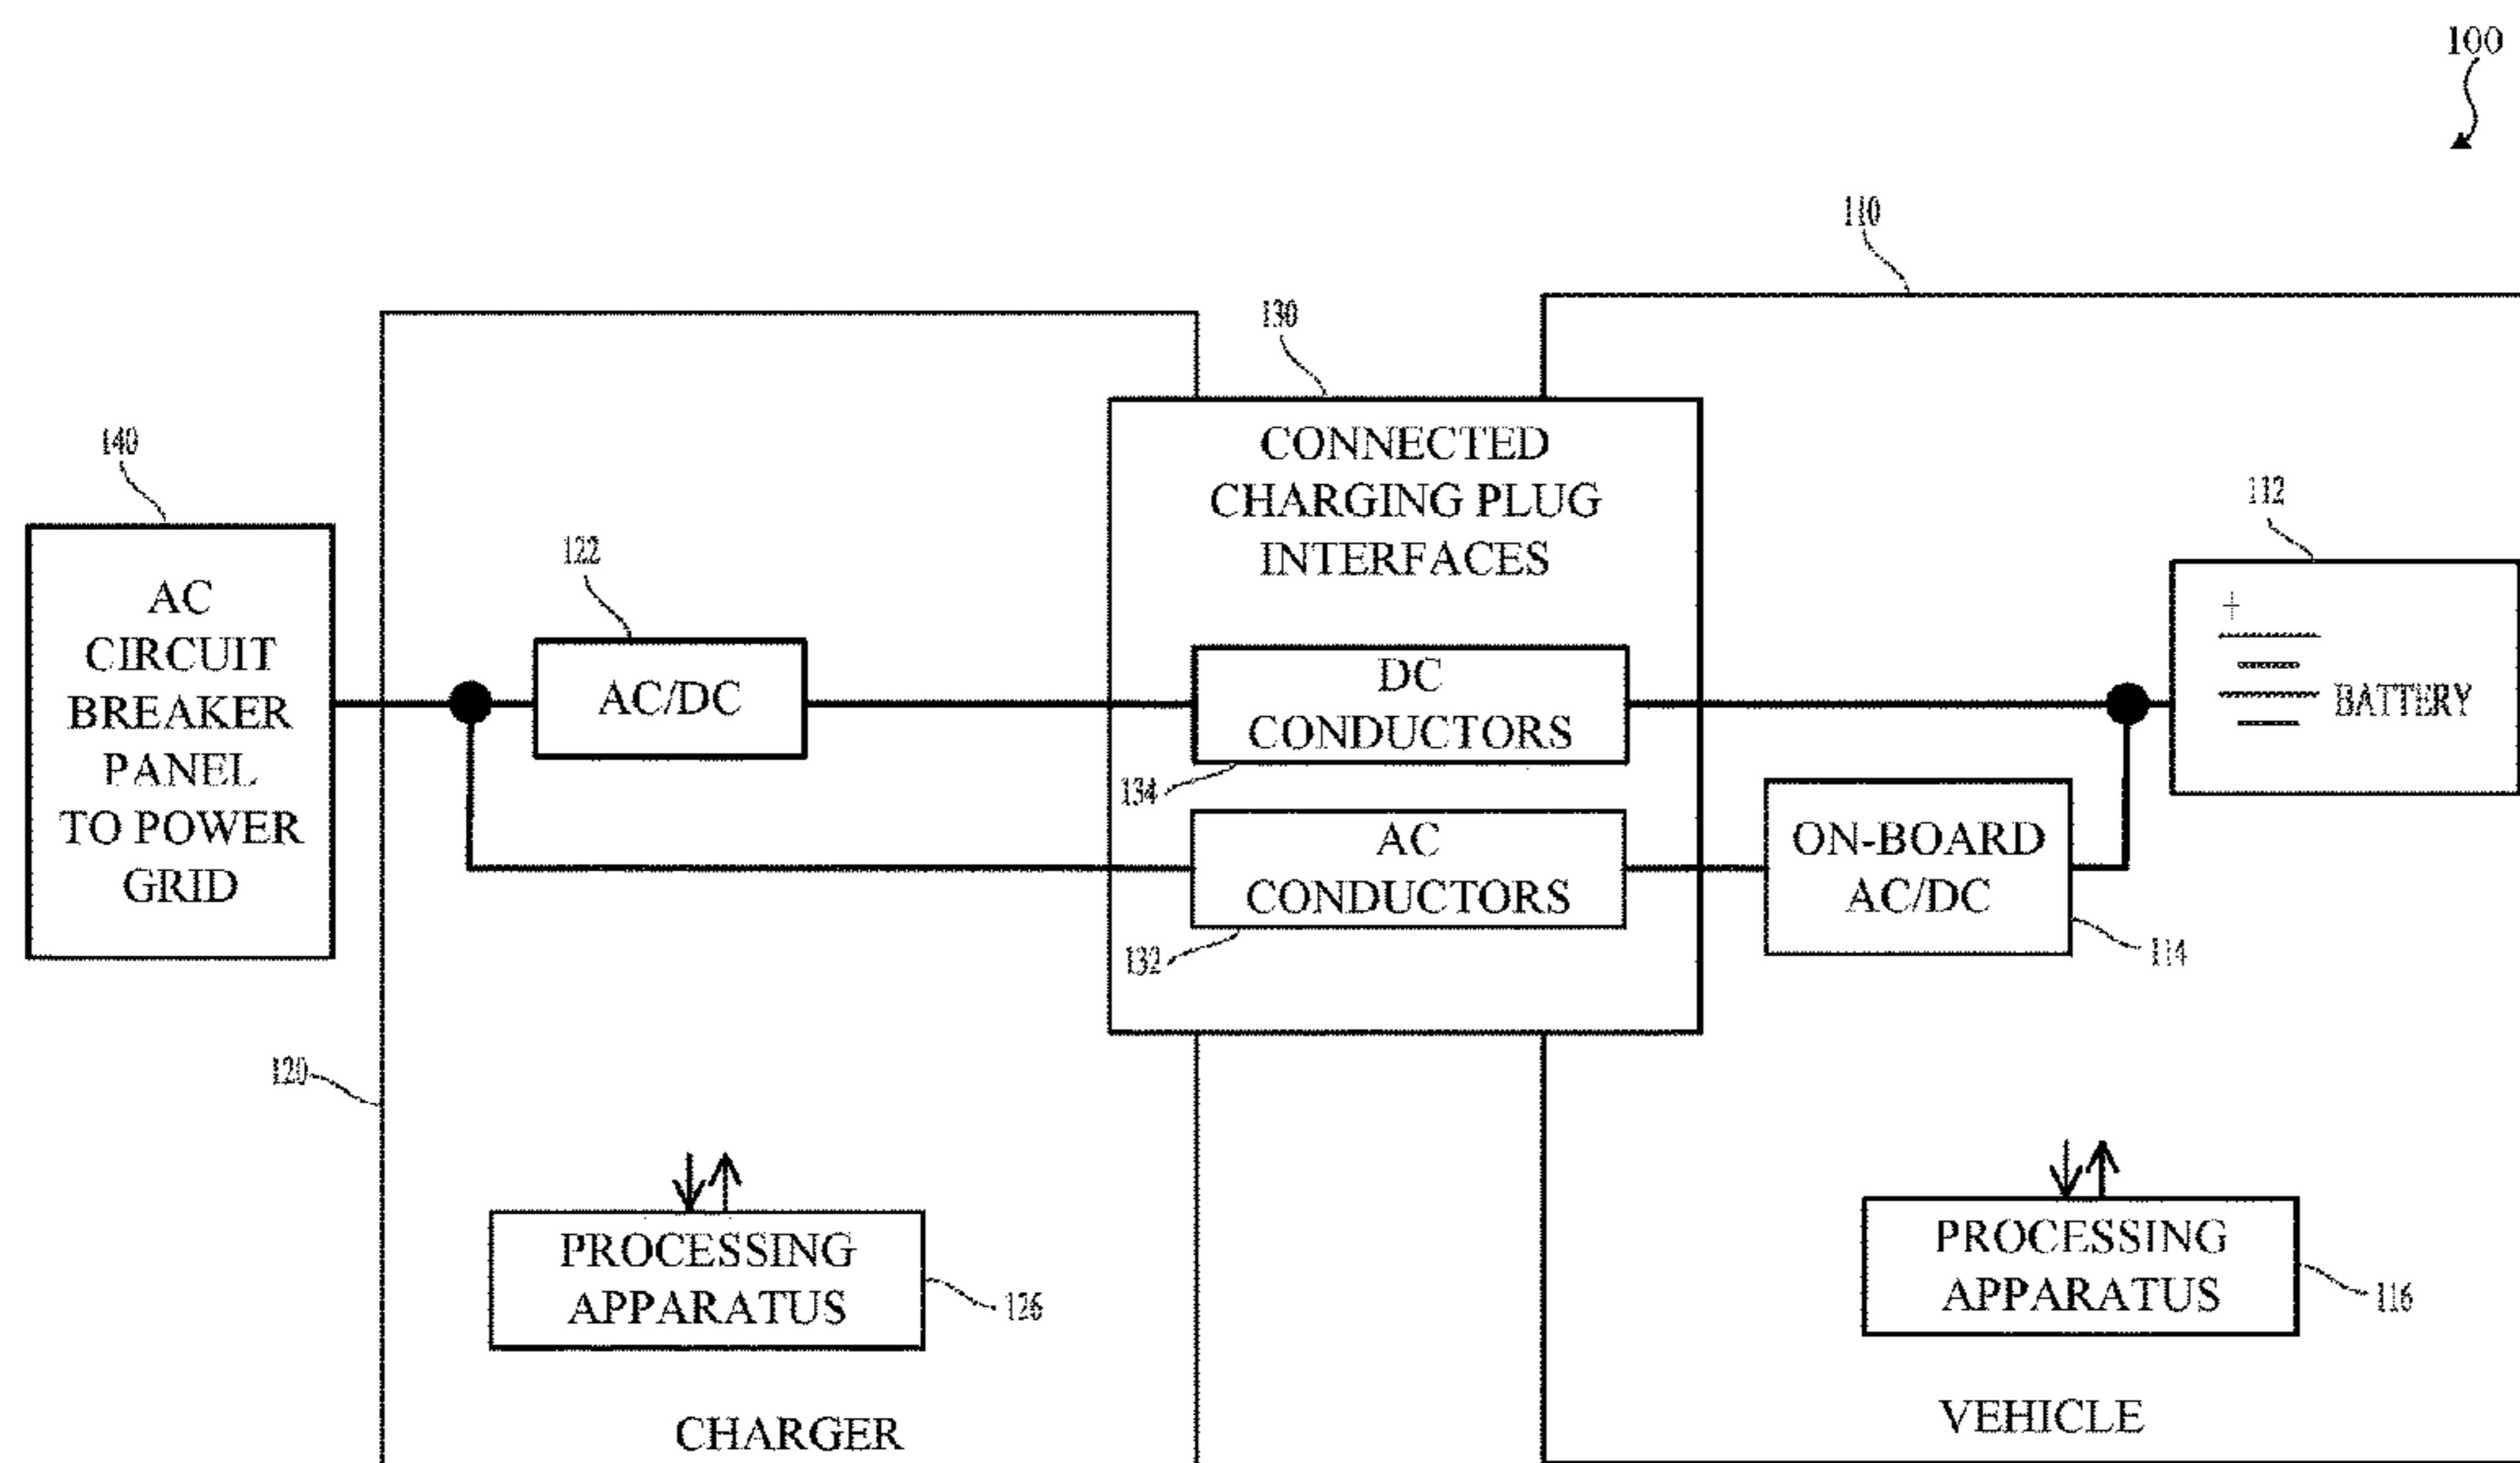 100
110
130
CONNECTED
CHARGING PLUG
INTERFACES
140
AC
CIRCUIT
BREAKER
PANEL
TO POWER
GRID
122
AC/DC
DC
CONDUCTORS
134
AC
CONDUCTORS
132
112
+
BATTERY
ON-BOARD
AC/DC
114
120
PROCESSING
APPARATUS
126
CHARGER
PROCESSING
APPARATUS
116
VEHICLE